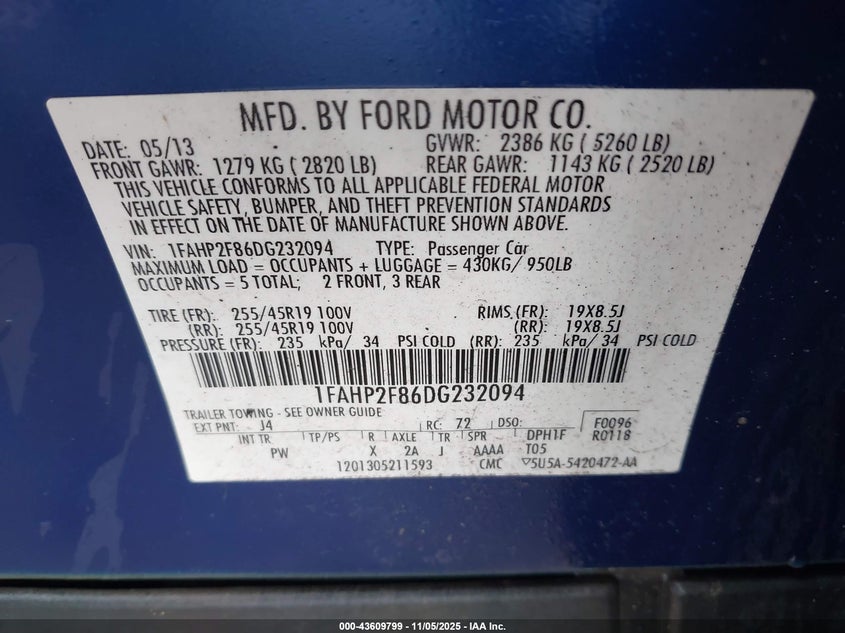 MFD. BY FORD MOTOR CO.
DATE: 05/13 GVWR: 2386 KG ( 5260 LB)
FRONT GAWR: 1279 KG ( 2820 LB) REAR GAWR: 1143 KG ( 2520 LB)
THIS VEHICLE CONFORMS TO ALL APPLICABLE FEDERAL MOTOR
VEHICLE SAFETY, BUMPER, AND THEFT PREVENTION STANDARDS
IN EFFECT ON THE DATE OF MANUFACTURE SHOWN ABOVE.
VIN: 1FAHP2F86DG232094 TYPE: Passenger Car
MAXIMUM LOAD = OCCUPANTS + LUGGAGE = 430KG/ 950LB
OCCUPANTS = 5 TOTAL; 2 FRONT, 3 REAR
TIRE (FR): 255/45R19 100V RIMS (FR): 19X8.5J
(RR): 255/45R19 100V (RR): 19X8.5J
PRESSURE (FR): 235 kPa/ 34 PSI COLD (RR): 235 kPa/ 34 PSI COLD
1FAHP2F86DG232094
TRAILER TOWING - SEE OWNER GUIDE
EXT PNT: J4 RC: 72 DSO: F0096
INT TR TP/PS R AXLE TR SPR DPH1F R0118
PW X 2A J AAAA T05
1201305211593 CMC 5U5A-5420472-AA
000-43609799 - 11/05/2025 - IAA Inc.